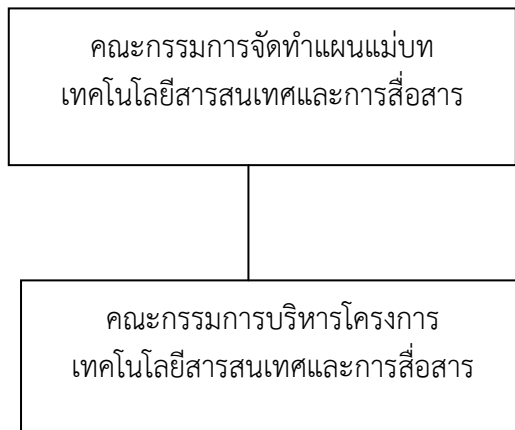 คณะกรรมการจัดทำแผนแม่บท
เทคโนโลยีสารสนเทศและการสื่อสาร
คณะกรรมการบริหารโครงการ
เทคโนโลยีสารสนเทศและการสื่อสาร